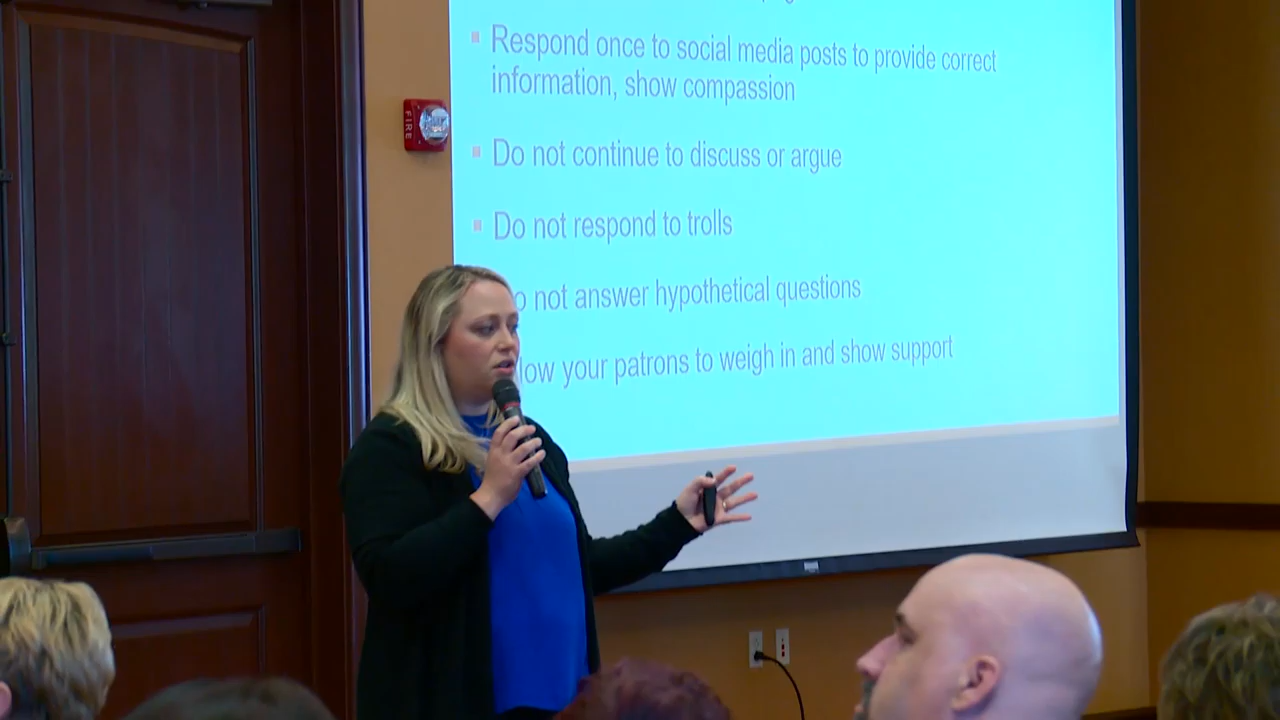 Respond once to social media posts to provide correct
information, show compassion
Do not continue to discuss or argue
Do not respond to trolls
not answer hypothetical questions
your patrons to weigh in and show support
FIRE